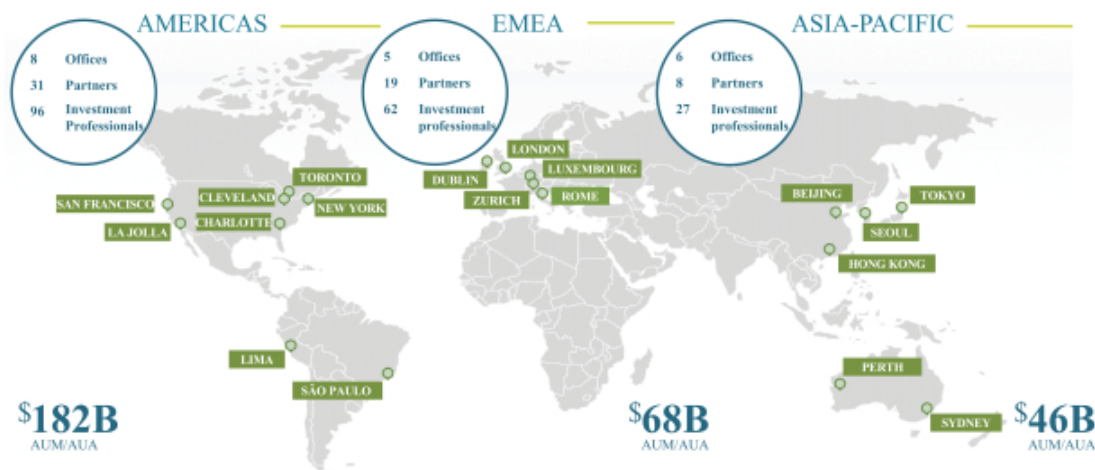 AMERICAS
8 Offices
31 Partners
96 Investment
Professionals
EMEA
5 Offices
19 Partners
62 Investment
professionals
ASIA-PACIFIC
6 Offices
8 Partners
27 Investment
professionals
TORONTO
CLEVELAND
SAN FRANCISCO
NEW YORK
LA JOLLA
CHARLOTTE
LIMA
SÃO PAULO
LONDON
DUBLIN
LUXEMBOURG
ZURICH
ROME
BEIJING
TOKYO
SEOUL
HONG KONG
PERTH
SYDNEY
$182B
AUM/AUA
$68B
AUM/AUA
$46B
AUM/AUA